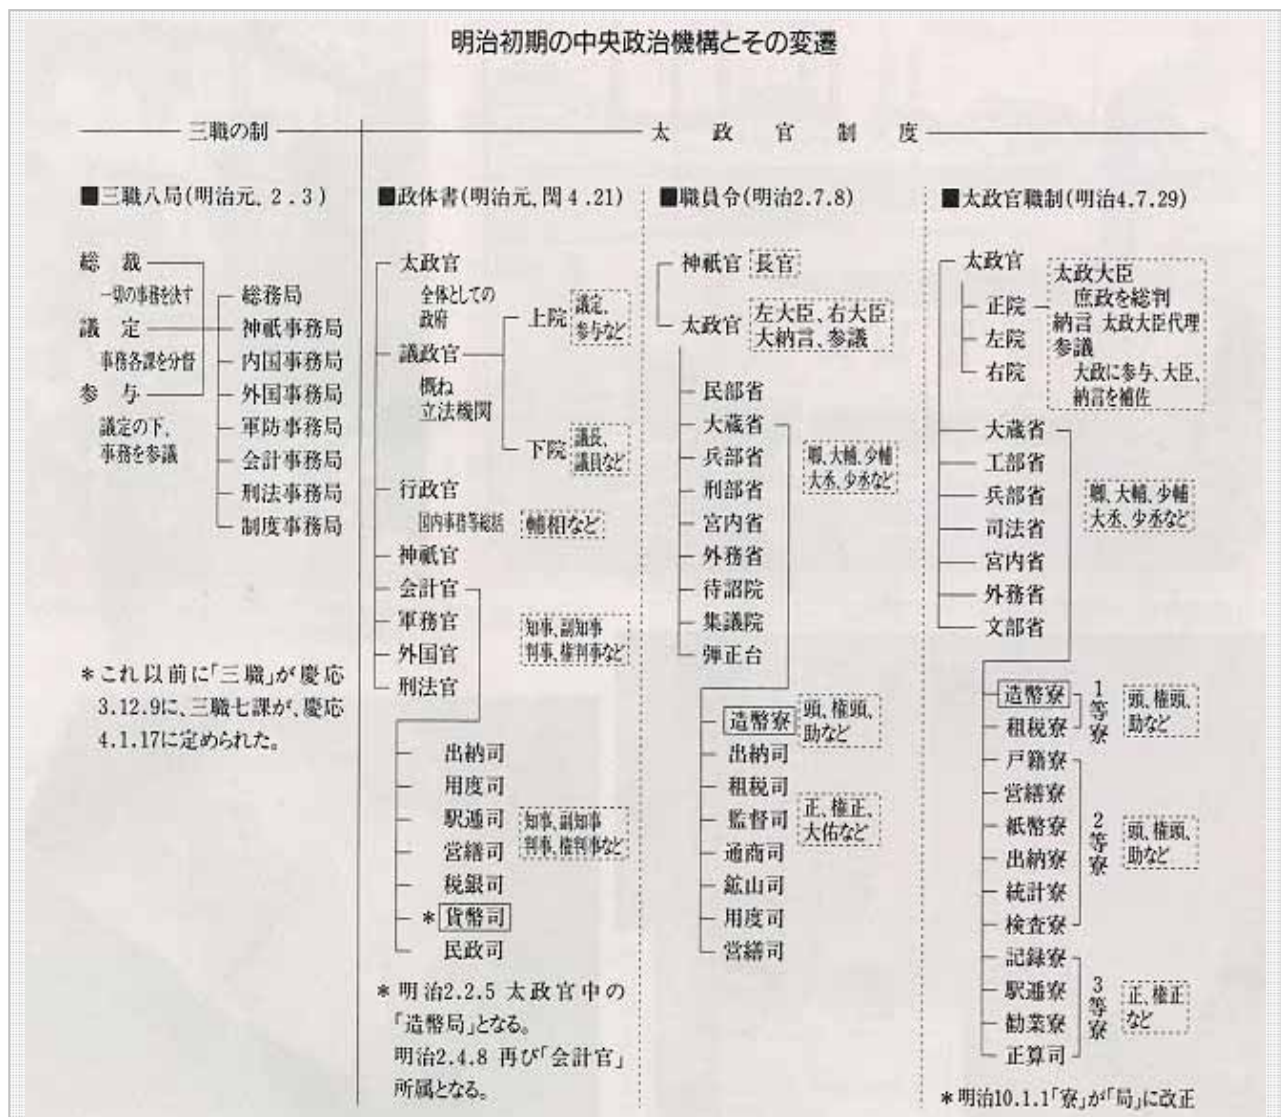 明治初期の中央政治機構とその変遷
三職の制
太政官制度
■三職八局(明治元.2.3)
総裁
一切の事務を決す
議定
事務各課を分督
参与
議定の下、
事務を参議
総務局
神祇事務局
内国事務局
外国事務局
軍防事務局
会計事務局
刑法事務局
制度事務局
*これ以前に「三職」が慶応
3.12.9に、三職七課が、慶応
4.1.17に定められた。
■政体書(明治元、閏4.21)
太政官
全体としての
政府
議政官
概ね
立法機関
上院
議定、
参与など
下院
議長、
議員など
行政官
国内事務等総括
輔相など
神祇官
会計官
軍務官
外国官
刑法官
知事、副知事
判事、権判事など
出納司
用度司
駅逓司
営繕司
税銀司
*貨幣司
民政司
知事、副知事
判事、権判事など
*明治2.2.5 太政官中の
「造幣局」となる。
明治2.4.8 再び「会計官」
所属となる。
■職員令(明治2.7.8)
神祇官 長官
太政官
左大臣、右大臣
大納言、参議
民部省
大蔵省
兵部省
刑部省
宮内省
外務省
待詔院
集議院
弾正台
卿、大輔、少輔
大丞、少丞など
造幣寮
頭、権頭、
助など
出納司
租税司
監督司
通商司
鉱山司
用度司
営繕司
正、権正、
大佑など
■太政官職制(明治4.7.29)
太政官
正院
左院
右院
太政大臣
庶政を総判
納言 太政大臣代理
参議
大政に参与、大臣、
納言を補佐
大蔵省
工部省
兵部省
司法省
宮内省
外務省
文部省
卿、大輔、少輔
大丞、少丞など
造幣寮
租税寮
1等寮
頭、権頭、
助など
戸籍寮
営繕寮
紙幣寮
出納寮
統計寮
検査寮
2等寮
頭、権頭、
助など
記録寮
駅逓寮
勧業寮
正算司
3等寮
正、権正
など
*明治10.1.1「寮」が「局」に改正